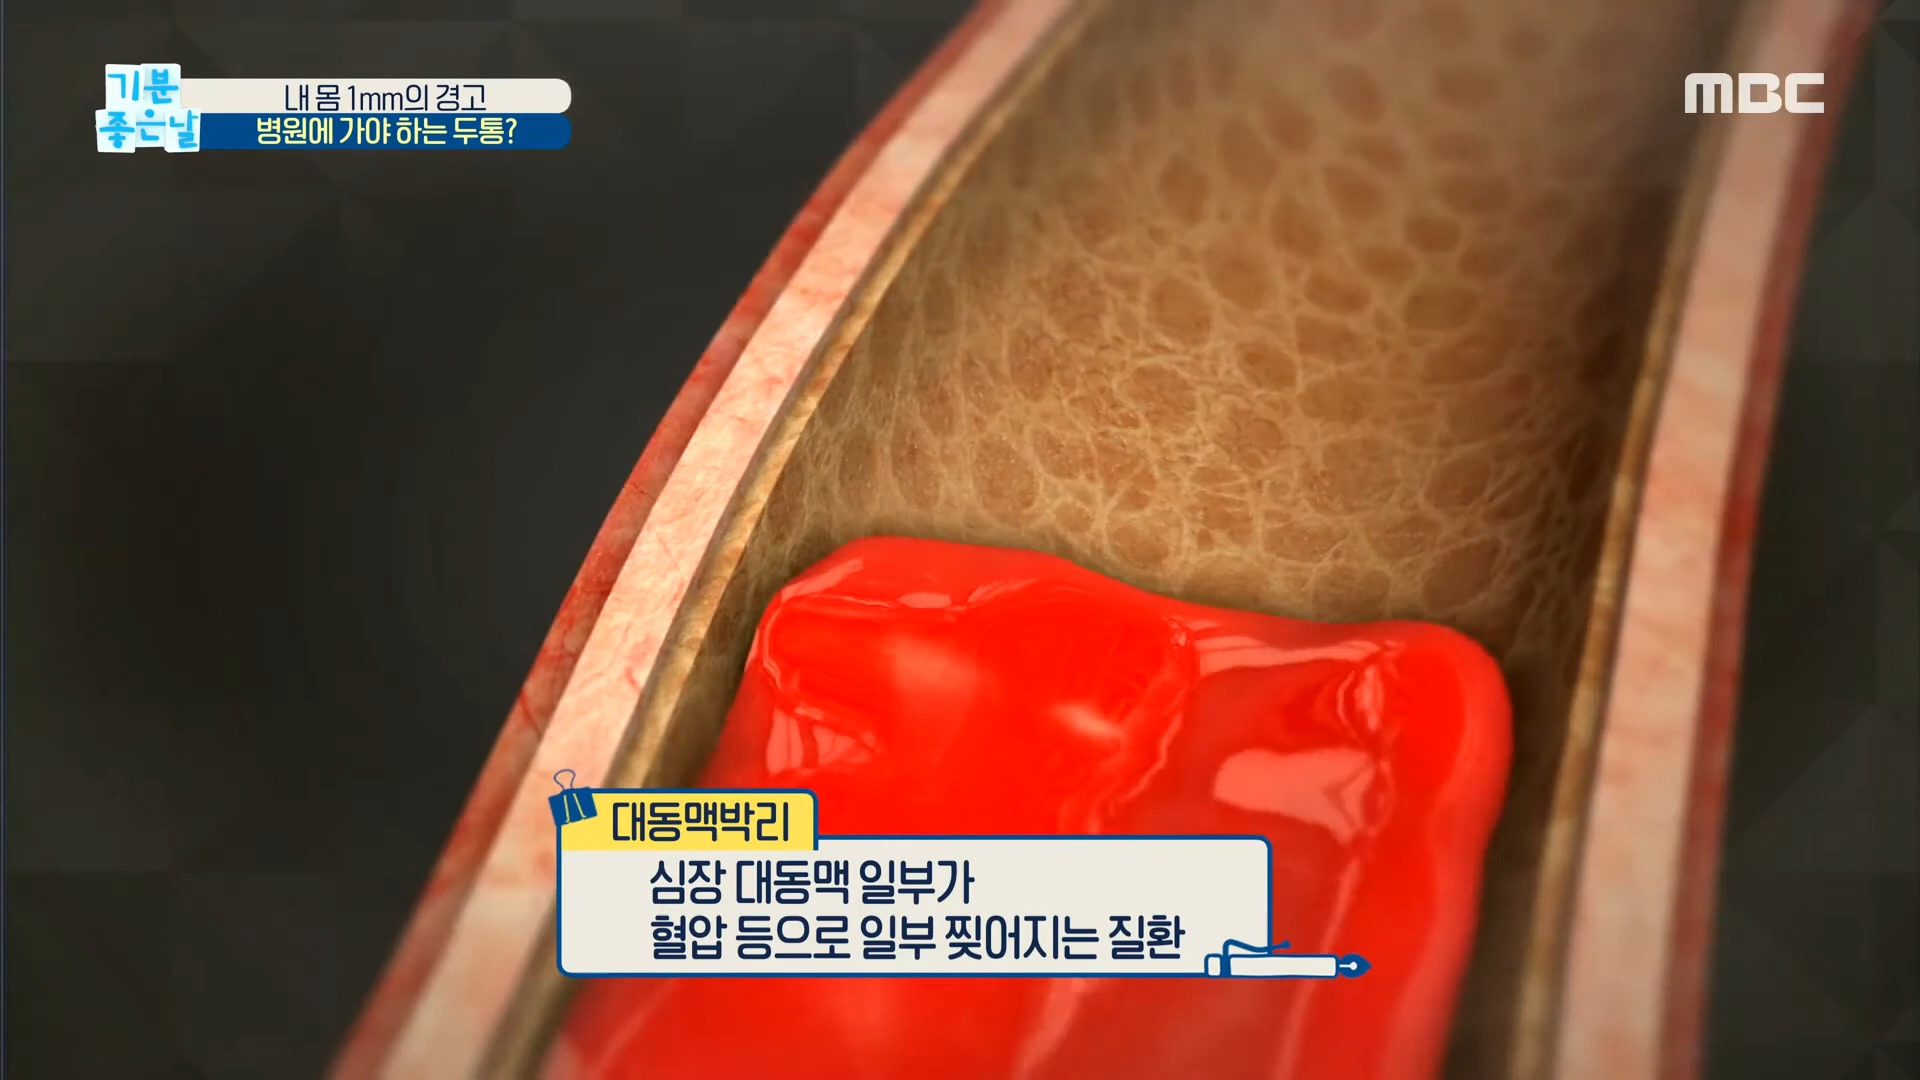 기분
좋은날
내 몸 1mm의 경고
병원에 가야 하는 두통?
MBC
대동맥박리
심장 대동맥 일부가
혈압 등으로 일부 찢어지는 질환